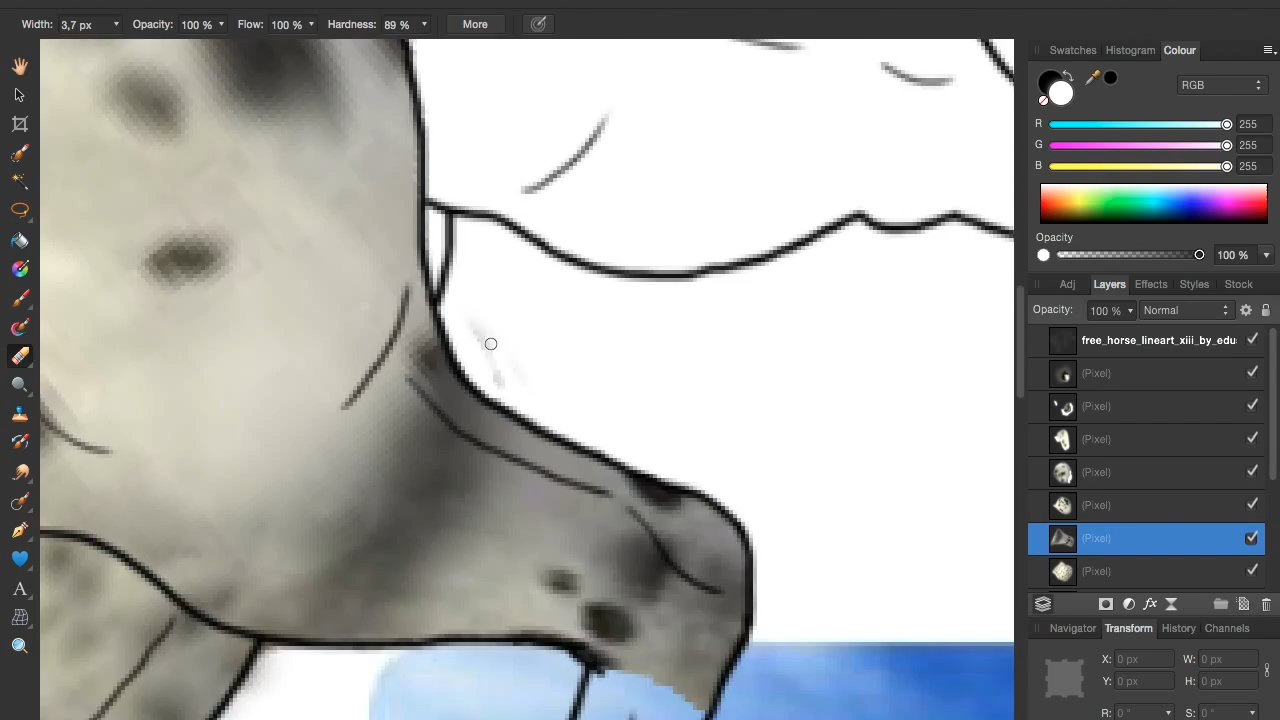 Width: 3,7 px Opacity: 100 % Flow: 100 % Hardness: 89 % More
Swatches Histogram Colour
RGB
R 255
G 255
B 255
Opacity
100 %
Adj Layers Effects Styles Stock
Opacity: 100 % Normal
free_horse_lineart_xiii_by_edu
(Pixel)
(Pixel)
(Pixel)
(Pixel)
(Pixel)
(Pixel)
(Pixel)
fx
A
Navigator Transform History Channels
X: 0 px W: 0 px
Y: 0 px H: 0 px
R: 0 ° S: 0 °